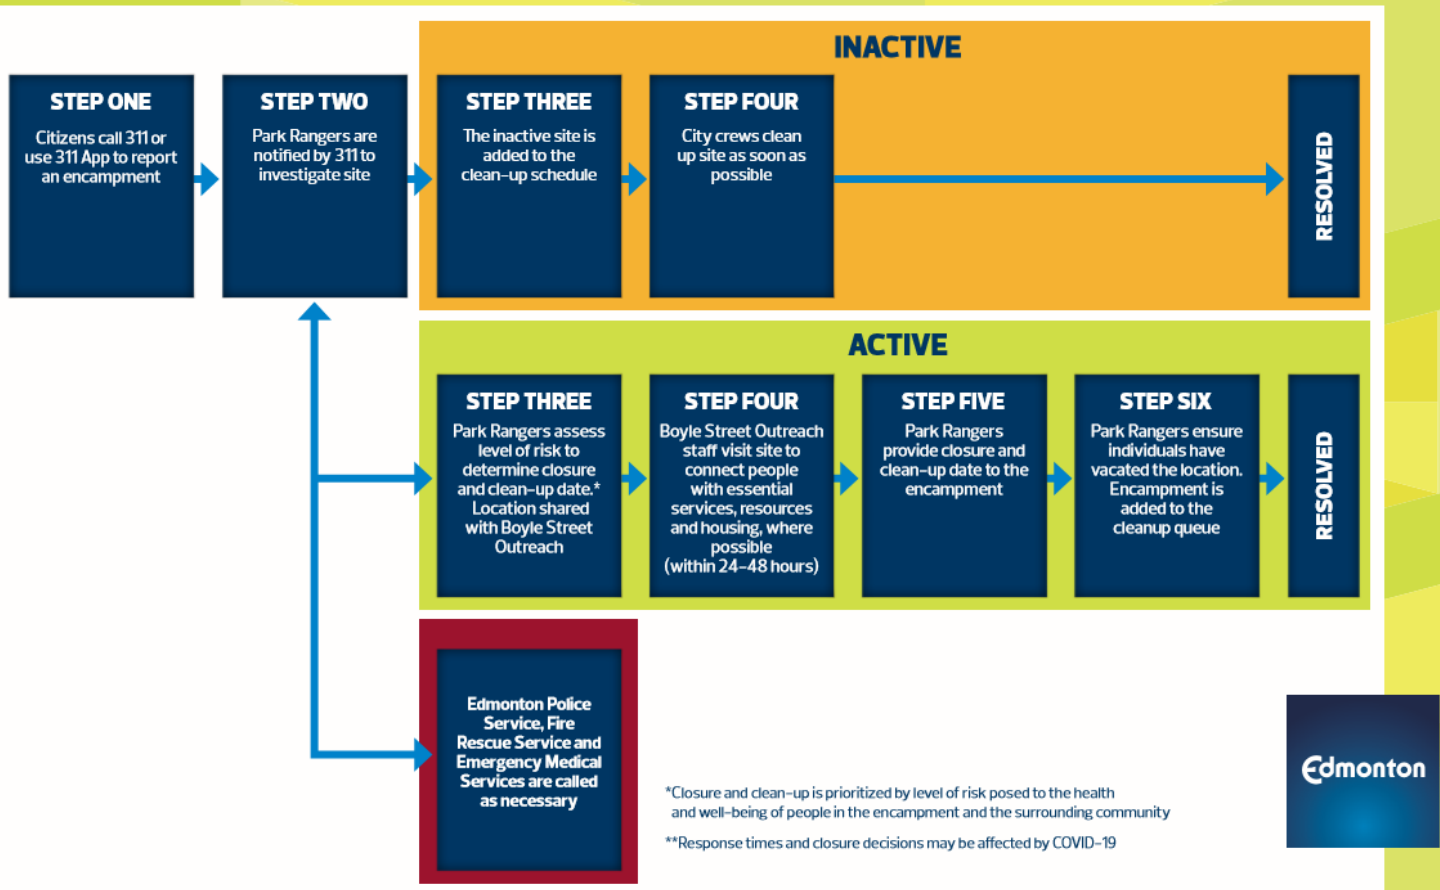 INACTIVE
STEP ONE
Citizens call 311 or
use 311 App to report
an encampment
STEP TWO
Park Rangers are
notified by 311 to
investigate site
STEP THREE
The inactive site is
added to the
clean-up schedule
STEP FOUR
City crews clean
up site as soon as
possible
RESOLVED
ACTIVE
STEP THREE
Park Rangers assess
level of risk to
determine closure
and clean-up date.*
Location shared
with Boyle Street
Outreach
STEP FOUR
Boyle Street Outreach
staff visit site to
connect people
with essential
services, resources
and housing, where
possible
(within 24-48 hours)
STEP FIVE
Park Rangers
provide closure and
clean-up date to the
encampment
STEP SIX
Park Rangers ensure
individuals have
vacated the location.
Encampment is
added to the
cleanup queue
RESOLVED
Edmonton Police
Service, Fire
Rescue Service and
Emergency Medical
Services are called
as necessary
*Closure and clean-up is prioritized by level of risk posed to the health
and well-being of people in the encampment and the surrounding community
**Response times and closure decisions may be affected by COVID-19
Edmonton